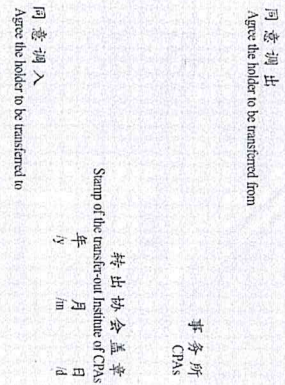 同意调出
Agree the holder to be transferred from
事务所
CPAs
转出协会盖章
Stamp of the transfer-out Institute of CPAs
年 月 日
/y /m /d
同意调入
Agree the holder to be transferred to